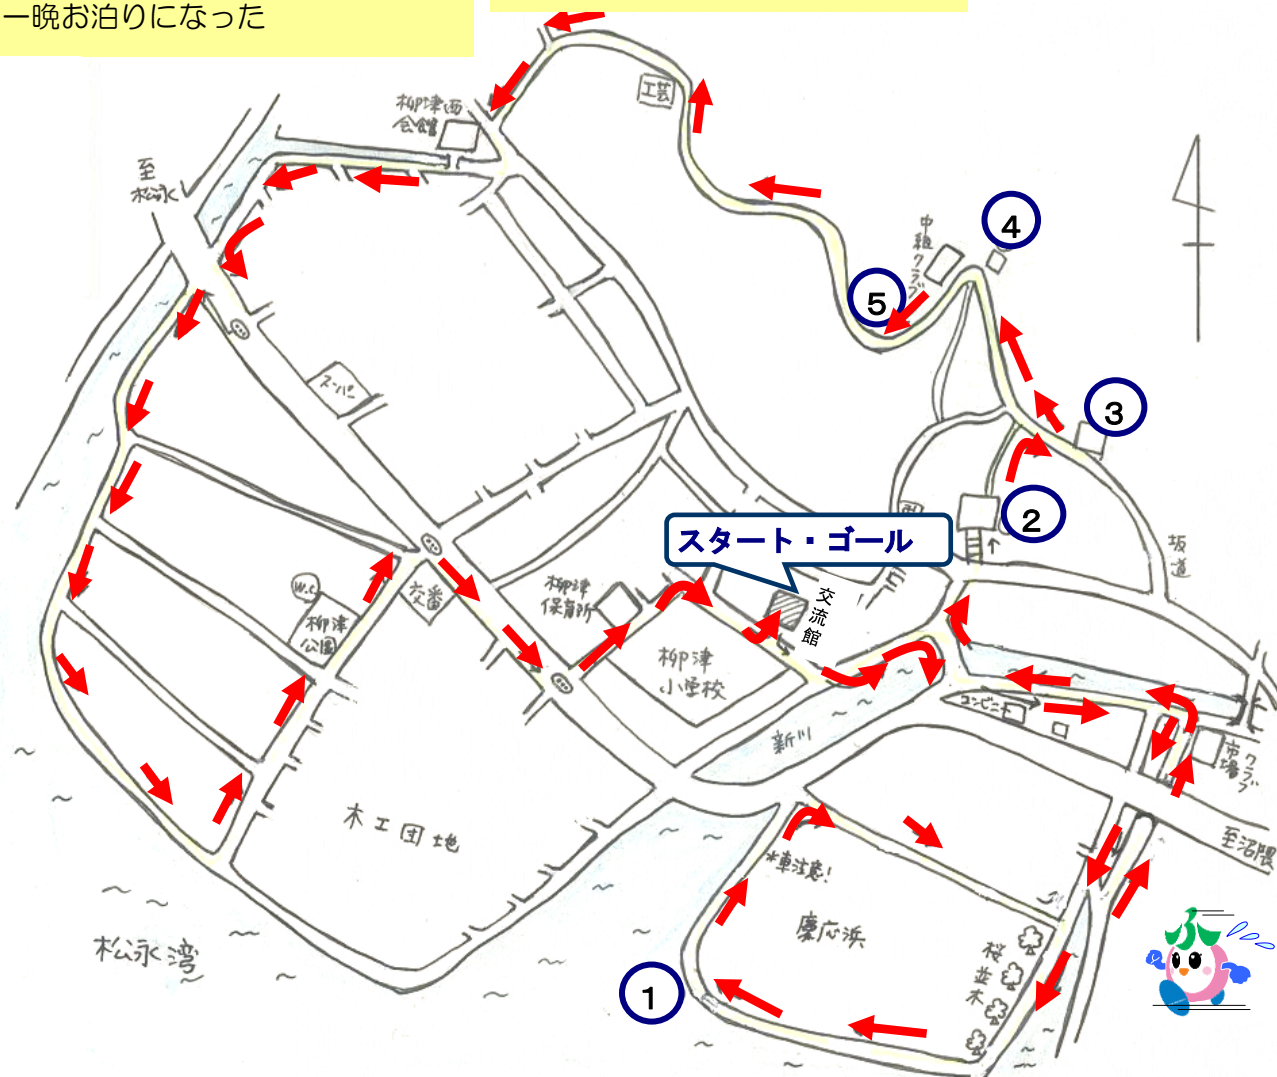 一晩お泊りになった
工芸
柳津西
会館
至
松永
中組クラブ
4
5
スーパー
3
2
スタート・ゴール
坂道
W.C
交番
柳津
保育所
交流館
柳津
公園
柳津
小学校
コンビニ
新川
市場クラブ
木工団地
至沼隈
*車注意!
慶応浜
松永湾
桜並木
1
ふ